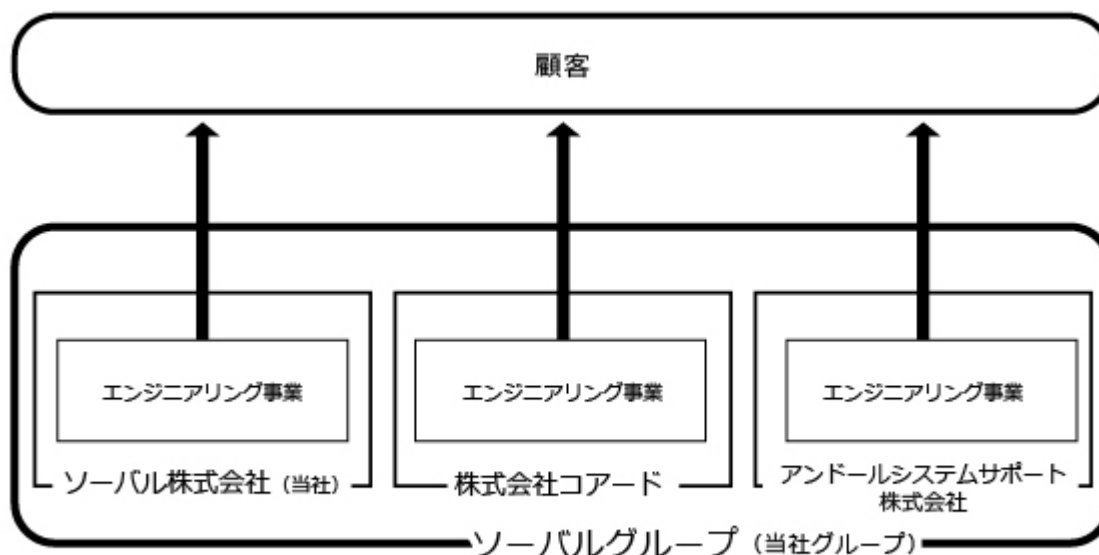 顧客
エンジニアリング事業
エンジニアリング事業
エンジニアリング事業
ソーバル株式会社（当社）
株式会社コアード
アンドールシステムサポート
株式会社
ソーバルグループ（当社グループ）